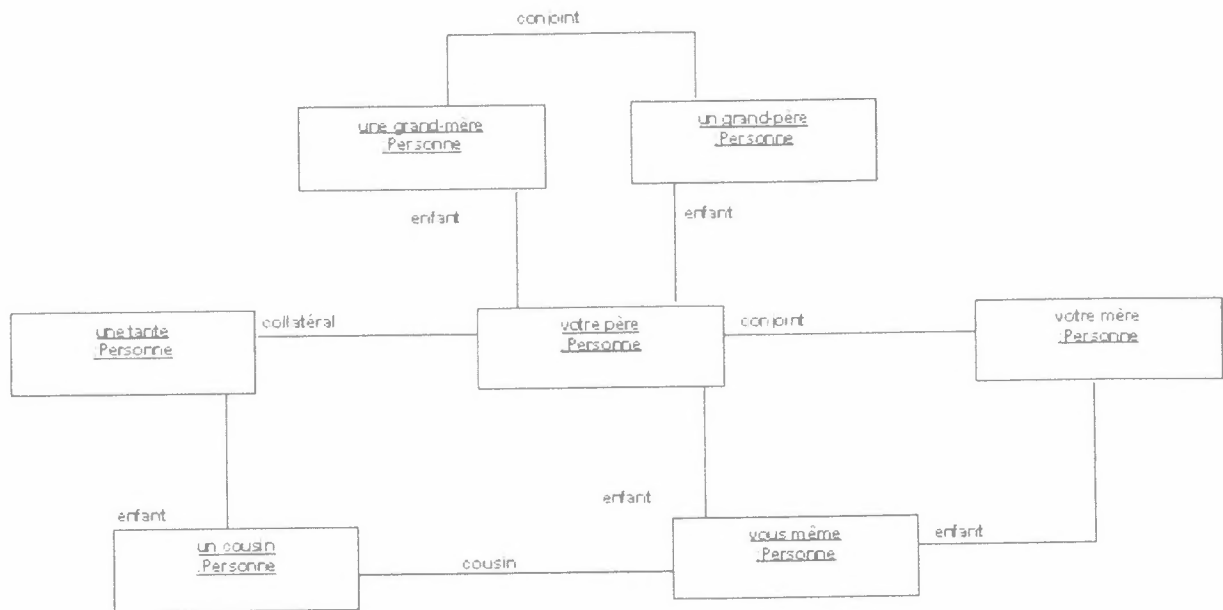 conjoint
une grand-mère
:Personne
un grand-père
:Personne
enfant
enfant
une tante
:Personne
collatéral
votre père
:Personne
conjoint
votre mère
:Personne
enfant
enfant
enfant
un cousin
:Personne
cousin
vous même
:Personne